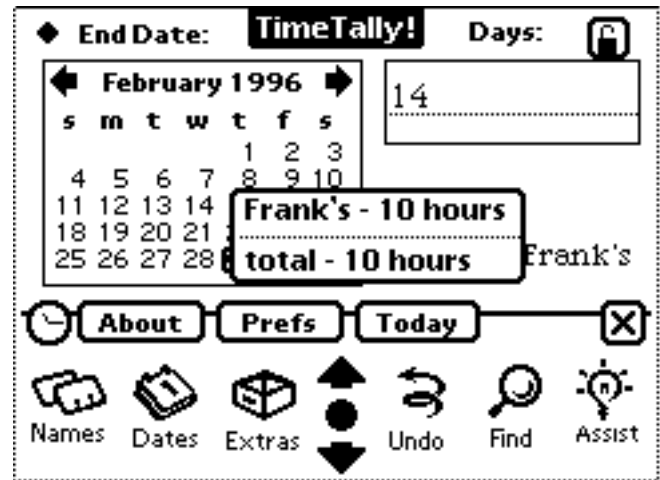 End Date:
TimeTally!
Days:
February 1996
14
s m t w t f s
1 2 3
4 5 6 7 8 9 10
11 12 13 14
18 19 20 21
25 26 27 28
Frank's - 10 hours
total - 10 hours
Frank's
About
Prefs
Today
Names
Dates
Extras
Undo
Find
Assist